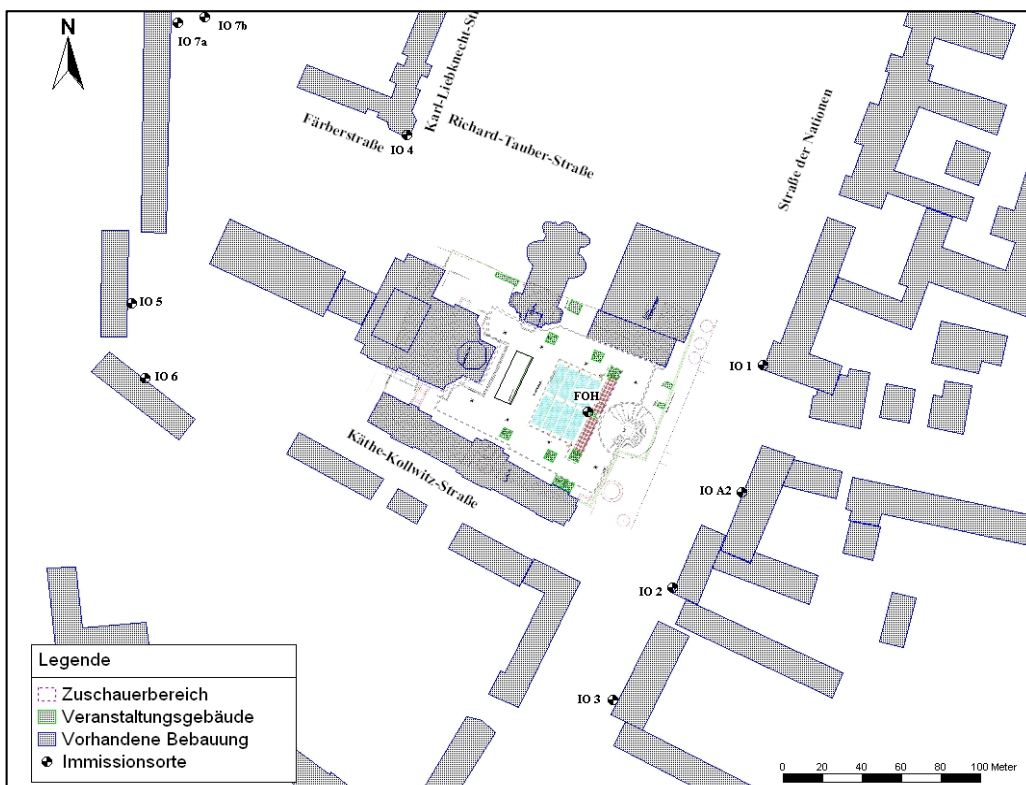 N
IO 7a
IO 7b
Karl-Liebknecht-Str
Färberstraße
IO 4
Richard-Tauber-Straße
Straße der Nationen
IO 5
IO 6
IO 1
FOH
Käthe-Kollwitz-Straße
IO A2
IO 2
IO 3
Legende
Zuschauerbereich
Veranstaltungsgebäude
Vorhandene Bebauung
Immissionsorte
0 20 40 60 80 100 Meter